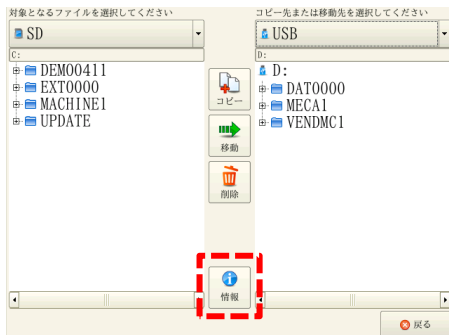 対象となるファイルを選択してください
コピー先または移動先を選択してください
SD
USB
C:
D:
DEMO0411
EXT0000
MACHINE1
UPDATE
D:
DAT0000
MECA1
VENDMC1
コピー
移動
削除
情報
戻る